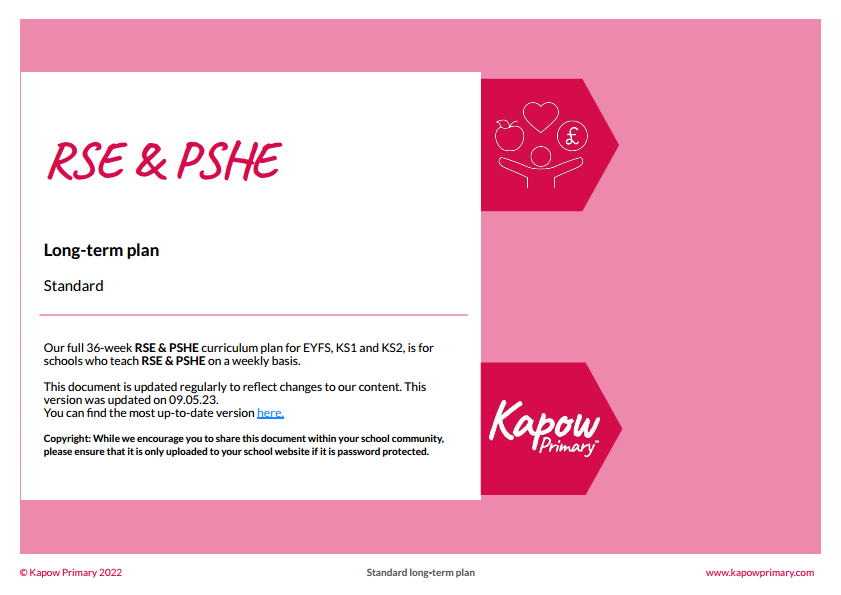 RSE & PSHE
Long-term plan
Standard
Our full 36-week RSE & PSHE curriculum plan for EYFS, KS1 and KS2, is for
schools who teach RSE & PSHE on a weekly basis.
This document is updated regularly to reflect changes to our content. This
version was updated on 09.05.23.
You can find the most up-to-date version here.
Copyright: While we encourage you to share this document within your school community,
please ensure that it is only uploaded to your school website if it is password protected.
£
Kapow
Primary™
© Kapow Primary 2022
Standard long-term plan
www.kapowprimary.com